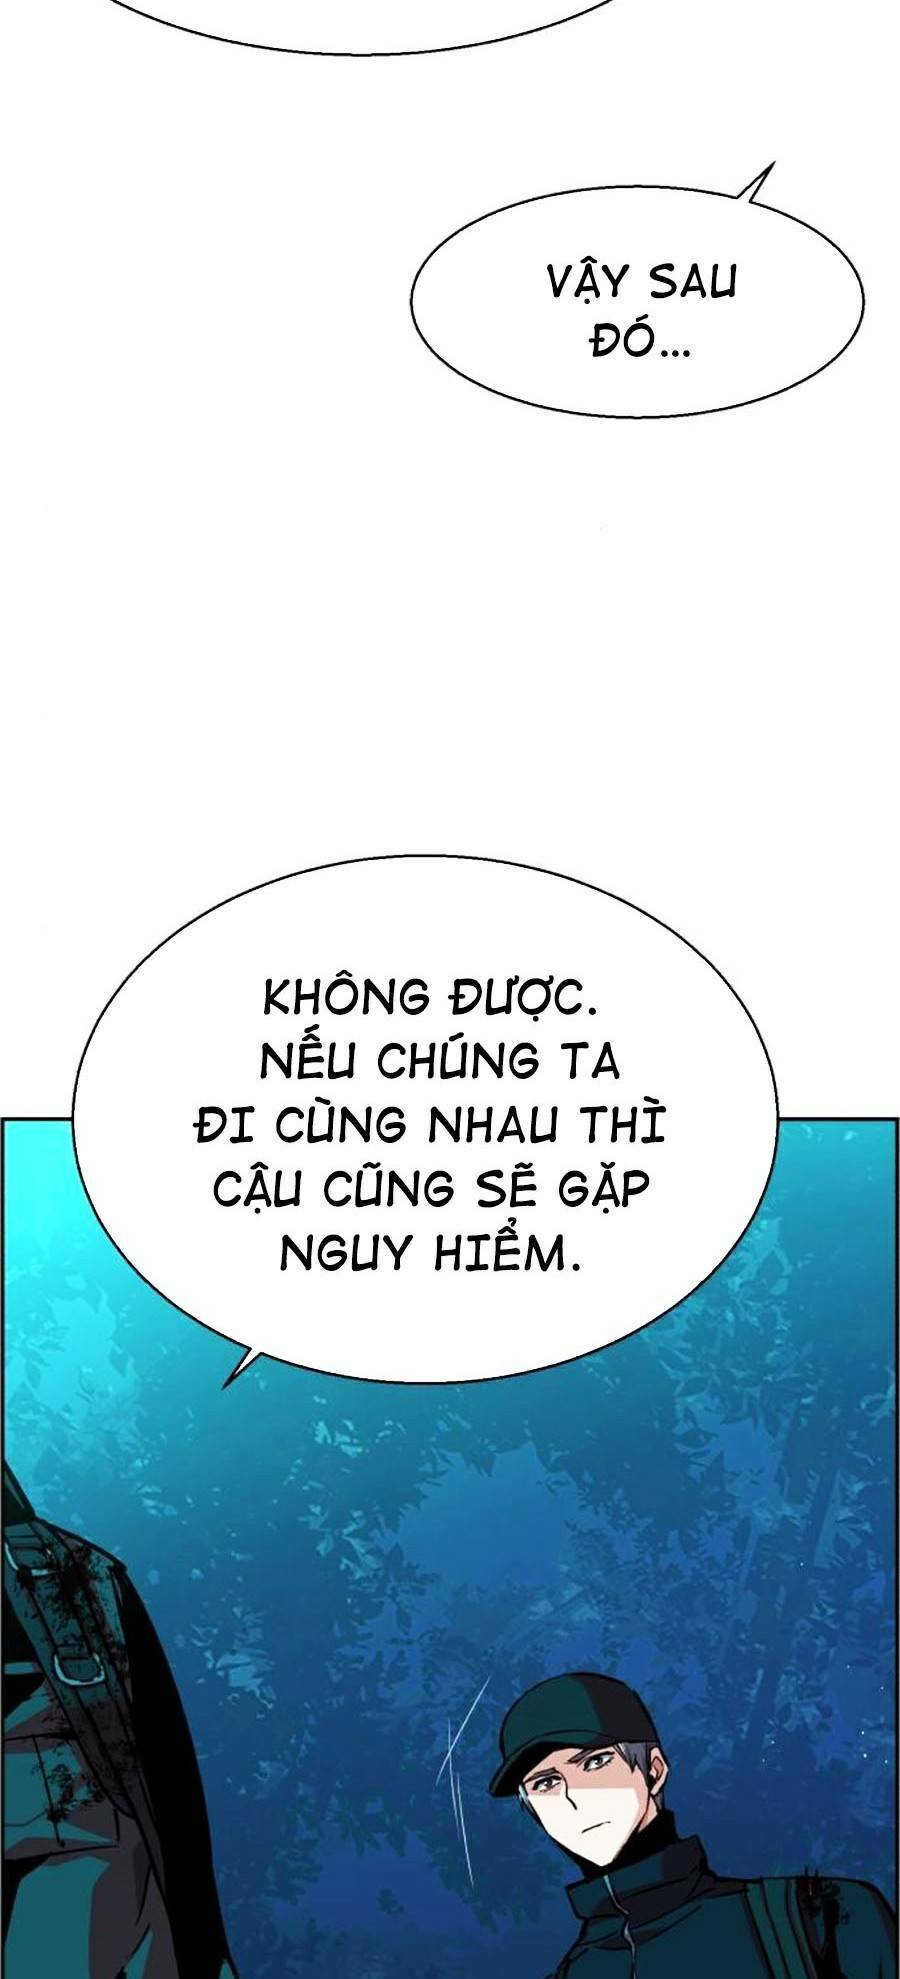 VẬY SAU
ĐÓ...
KHÔNG ĐƯỢC.
NẾU CHÚNG TA
ĐI CÙNG NHAU THÌ
CẬU CŨNG SẼ GẶP
NGUY HIỂM.